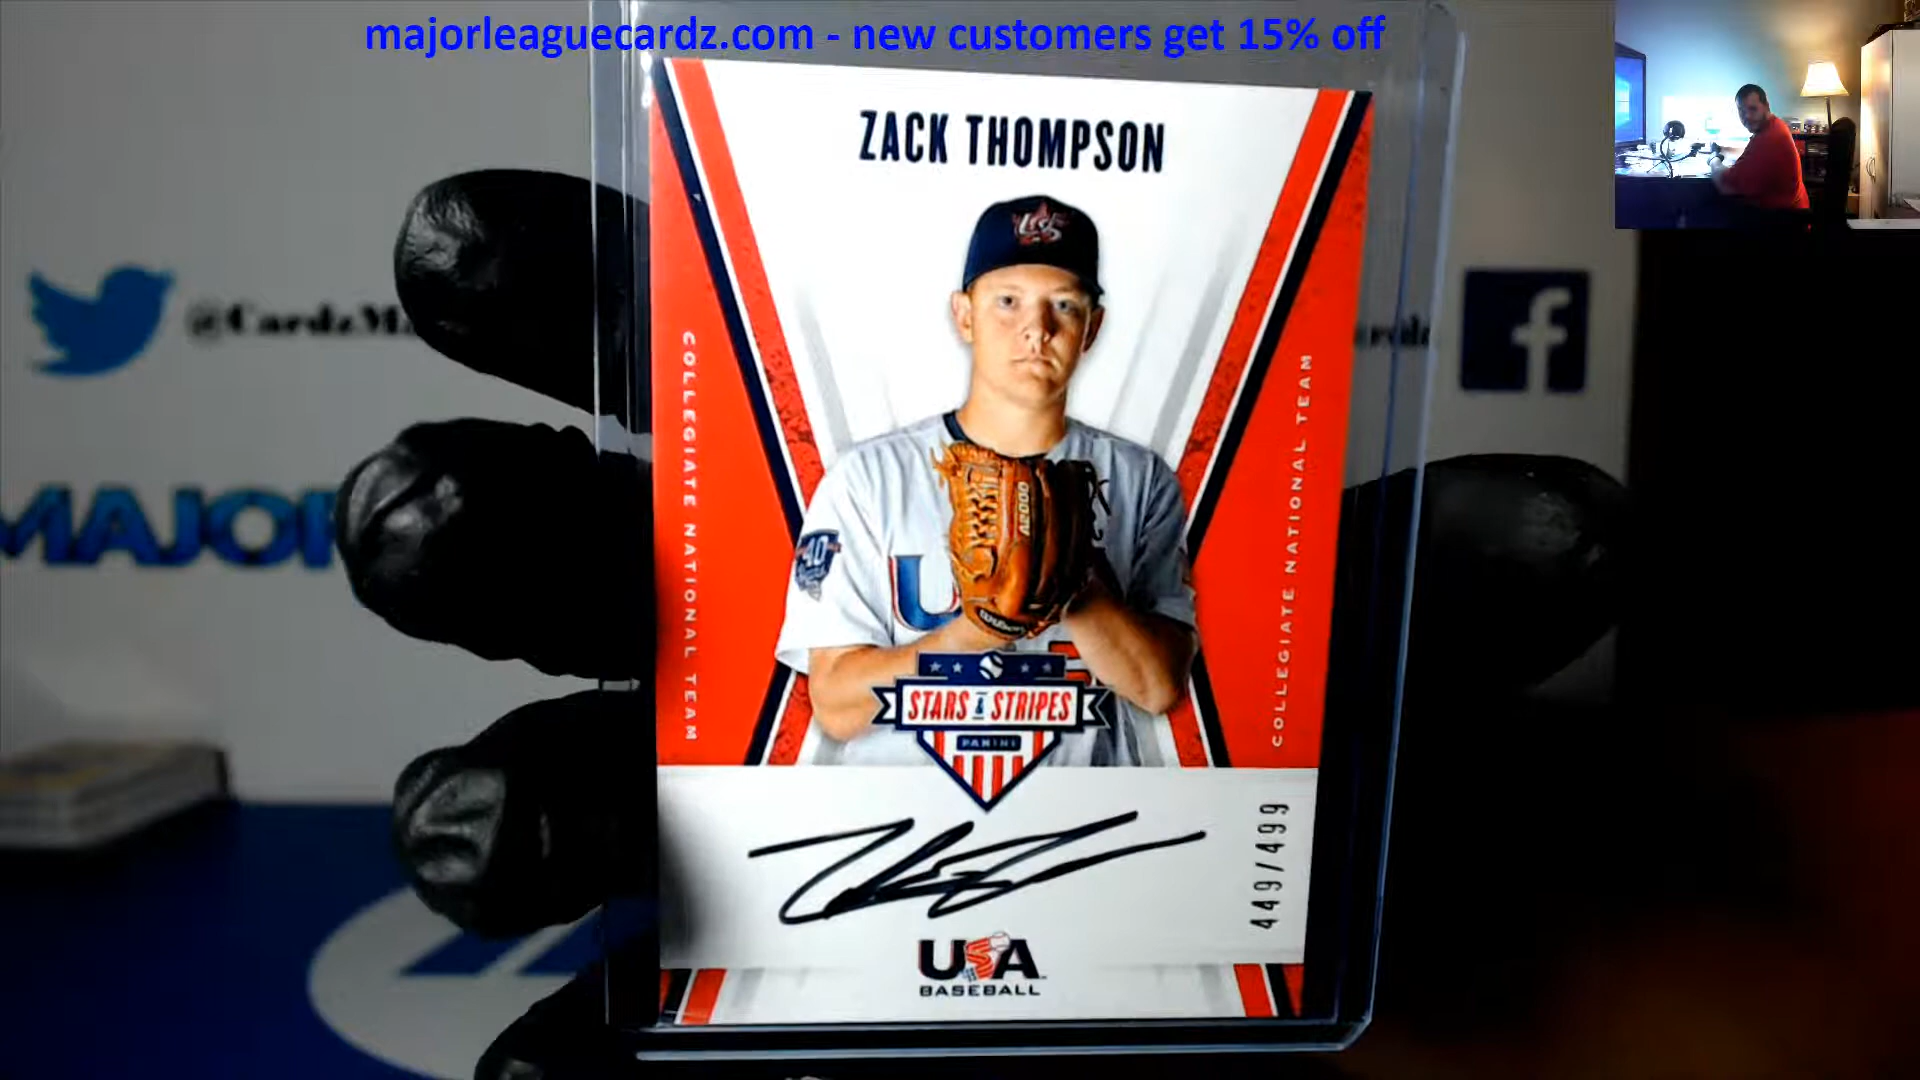 majorleaguecardz.com - new customers get 15% off
ZACK THOMPSON
COLLEGIATE NATIONAL TEAM
COLLEGIATE NATIONAL TEAM
A2000
Wilson
40
U
STARS & STRIPES
PANINI
449/499
USA
BASEBALL
MAJOR
f